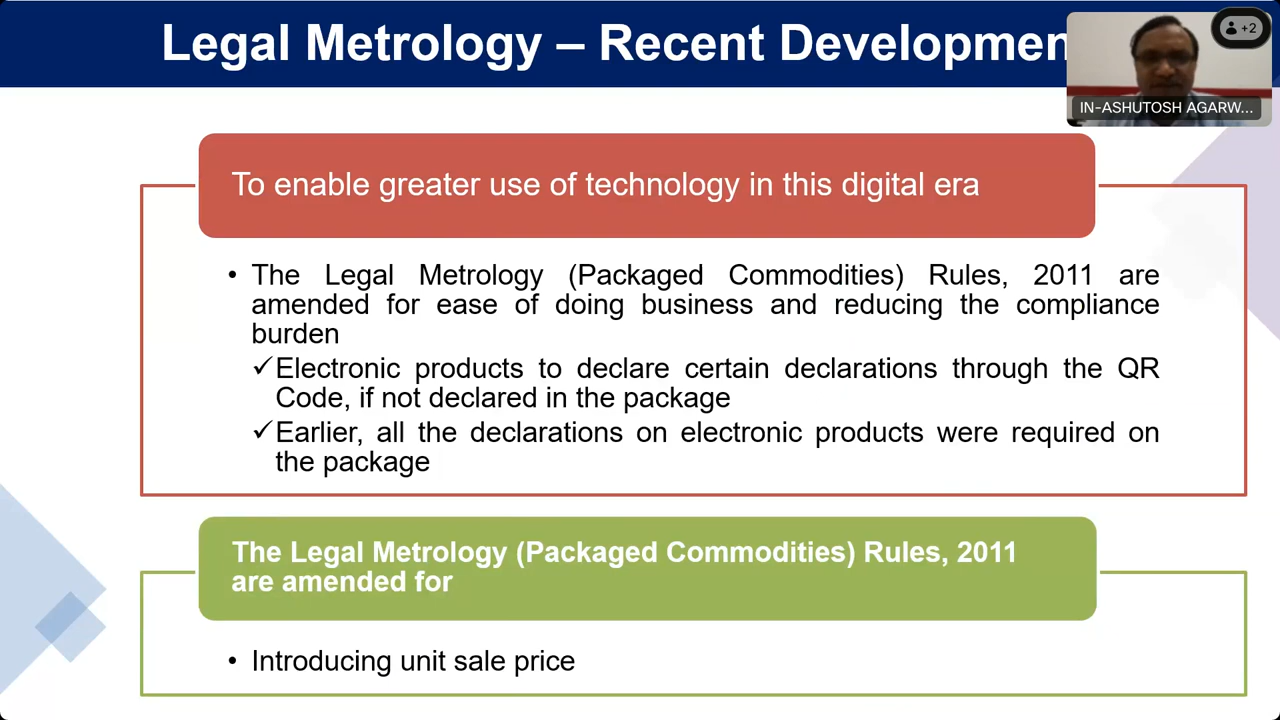 Legal Metrology – Recent Developmen
+2
IN-ASHUTOSH AGARW...
To enable greater use of technology in this digital era
• The Legal Metrology (Packaged Commodities) Rules, 2011 are
amended for ease of doing business and reducing the compliance
burden
✓Electronic products to declare certain declarations through the QR
Code, if not declared in the package
✓Earlier, all the declarations on electronic products were required on
the package
The Legal Metrology (Packaged Commodities) Rules, 2011
are amended for
• Introducing unit sale price